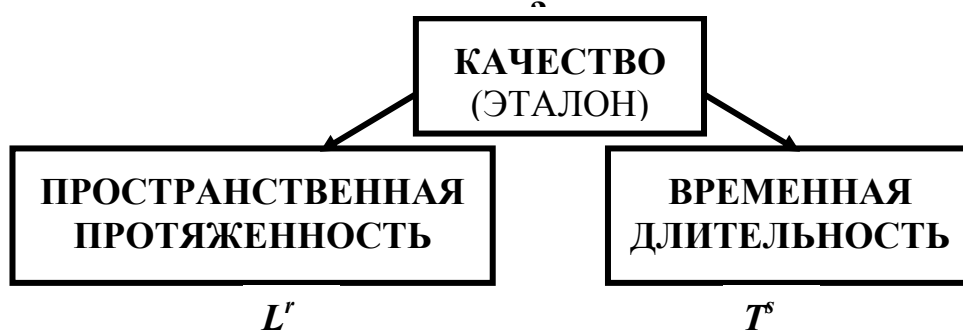 КАЧЕСТВО
(ЭТАЛОН)
ПРОСТРАНСТВЕННАЯ
ПРОТЯЖЕННОСТЬ
ВРЕМЕННАЯ
ДЛИТЕЛЬНОСТЬ
L^r
T^s